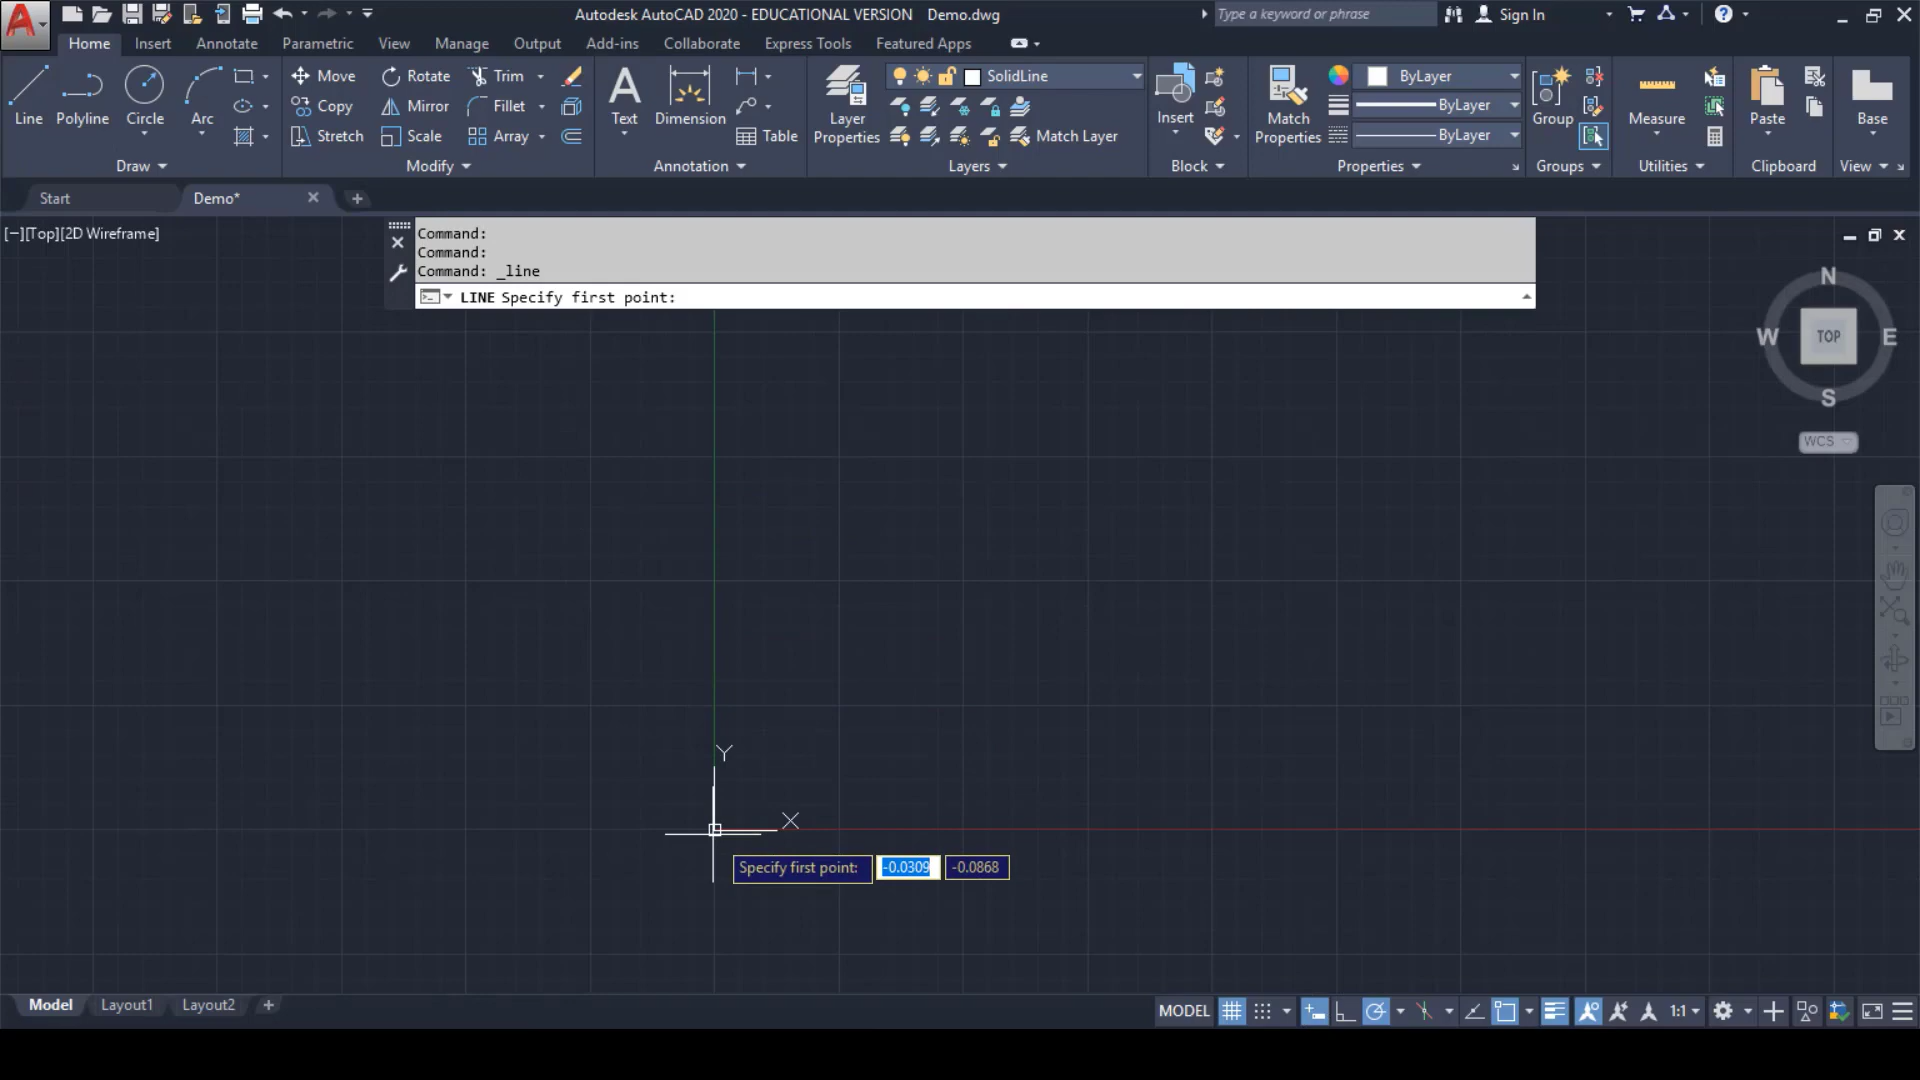 Autodesk AutoCAD 2020 - EDUCATIONAL VERSION Demo.dwg
Type a keyword or phrase
Sign In
Home Insert Annotate Parametric View Manage Output Add-ins Collaborate Express Tools Featured Apps
Line
Polyline
Circle
Arc
Draw
Move
Rotate
Trim
Copy
Mirror
Fillet
Stretch
Scale
Array
Modify
Text
Dimension
Table
Annotation
Layer
Properties
SolidLine
Match Layer
Layers
Insert
Block
Match
Properties
ByLayer
ByLayer
ByLayer
Properties
Group
Groups
Measure
Utilities
Paste
Clipboard
Base
View
Start
Demo*
[−][Top][2D Wireframe]
Command:
Command:
Command: _line
LINE Specify first point:
N
W
TOP
E
S
WCS
Y
X
Specify first point: -0.0309 -0.0868
Model Layout1 Layout2
MODEL
1:1